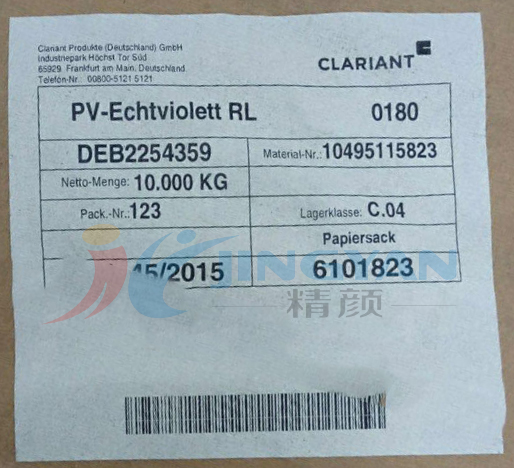 Clariant Produkte (Deutschland) GmbH
Industriepark Höchst Tor Süd
65929 Frankfurt am Main, Deutschland
Telefon-Nr.: 00800-5121 5121
CLARIANT
PV-Echtviolett RL 0180
DEB2254359 Material-Nr.: 10495115823
Netto-Menge: 10.000 KG
Pack.-Nr.: 123 Lagerklasse: C.04
Papiersack
45/2015 6101823
JINGYAN
精颜